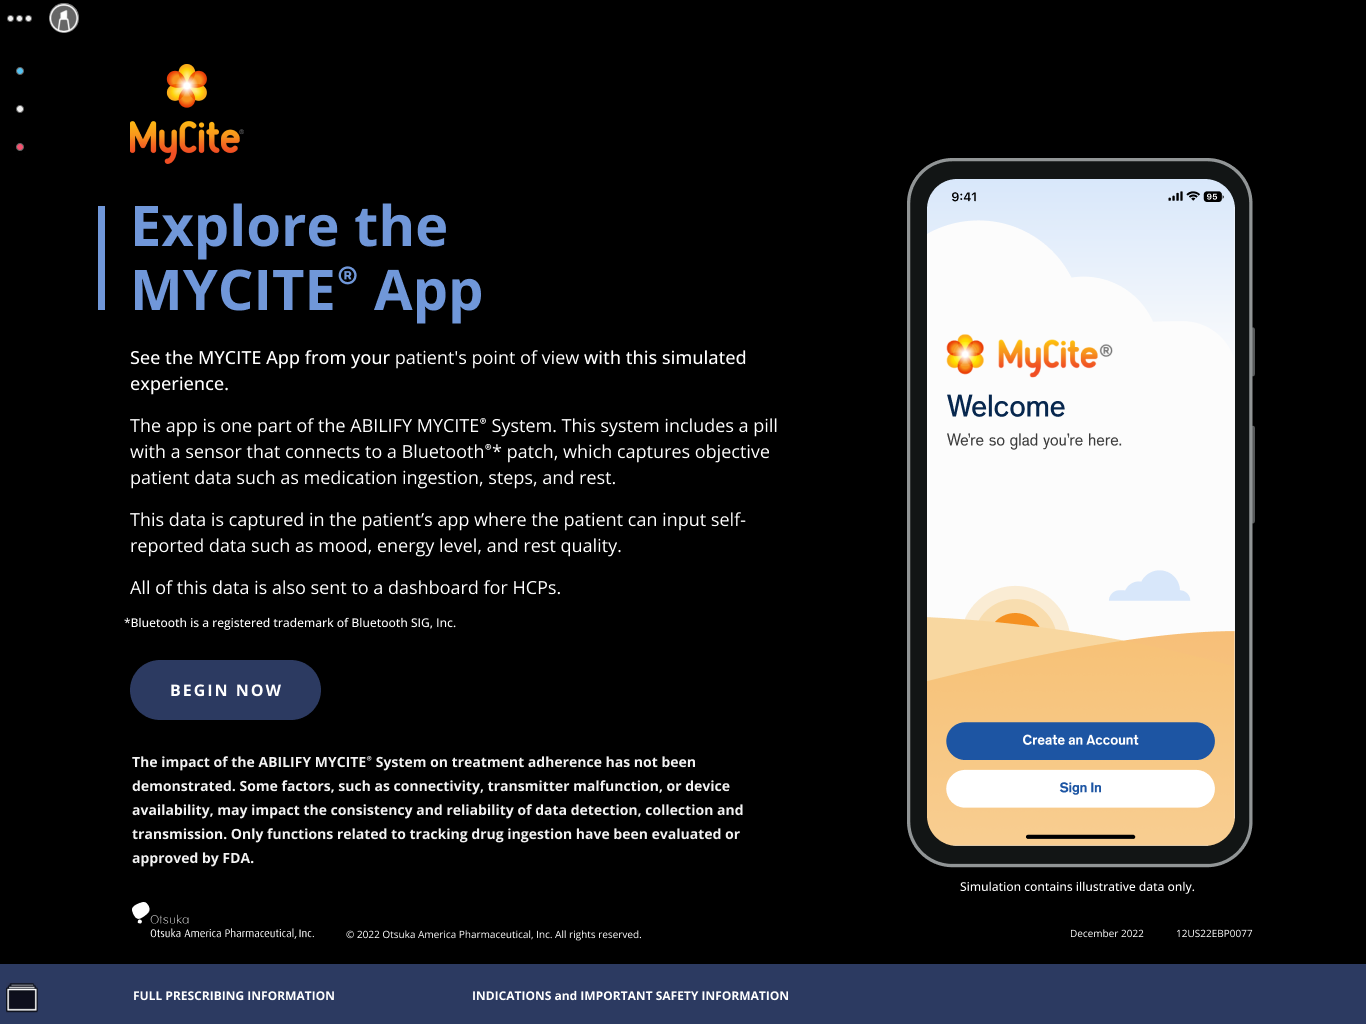 MyCite®
Explore the
MYCITE® App
See the MYCITE App from your patient's point of view with this simulated
experience.
The app is one part of the ABILIFY MYCITE® System. This system includes a pill
with a sensor that connects to a Bluetooth®* patch, which captures objective
patient data such as medication ingestion, steps, and rest.
This data is captured in the patient’s app where the patient can input self-
reported data such as mood, energy level, and rest quality.
All of this data is also sent to a dashboard for HCPs.
*Bluetooth is a registered trademark of Bluetooth SIG, Inc.
BEGIN NOW
The impact of the ABILIFY MYCITE® System on treatment adherence has not been
demonstrated. Some factors, such as connectivity, transmitter malfunction, or device
availability, may impact the consistency and reliability of data detection, collection and
transmission. Only functions related to tracking drug ingestion have been evaluated or
approved by FDA.
9:41
95
MyCite®
Welcome
We're so glad you're here.
Create an Account
Sign In
Simulation contains illustrative data only.
Otsuka
Otsuka America Pharmaceutical, Inc.
© 2022 Otsuka America Pharmaceutical, Inc. All rights reserved.
December 2022
12US22EBP0077
FULL PRESCRIBING INFORMATION
INDICATIONS and IMPORTANT SAFETY INFORMATION